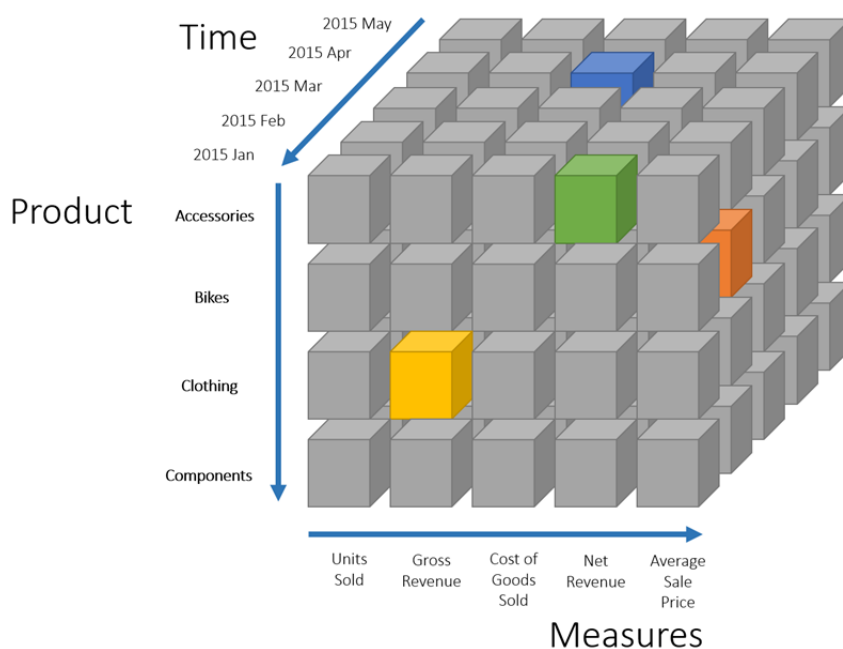 Time
2015 May
2015 Apr
2015 Mar
2015 Feb
2015 Jan
Product
Accessories
Bikes
Clothing
Components
Units
Sold
Gross
Revenue
Cost of
Goods
Sold
Net
Revenue
Average
Sale
Price
Measures